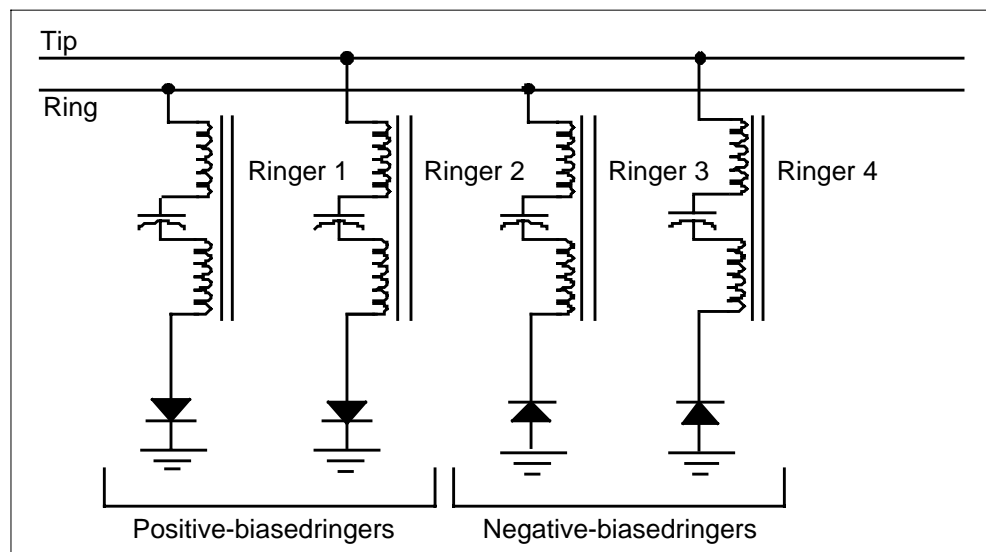 Tip
Ring
Ringer 1
Ringer 2
Ringer 3
Ringer 4
Positive-biasedringers
Negative-biasedringers